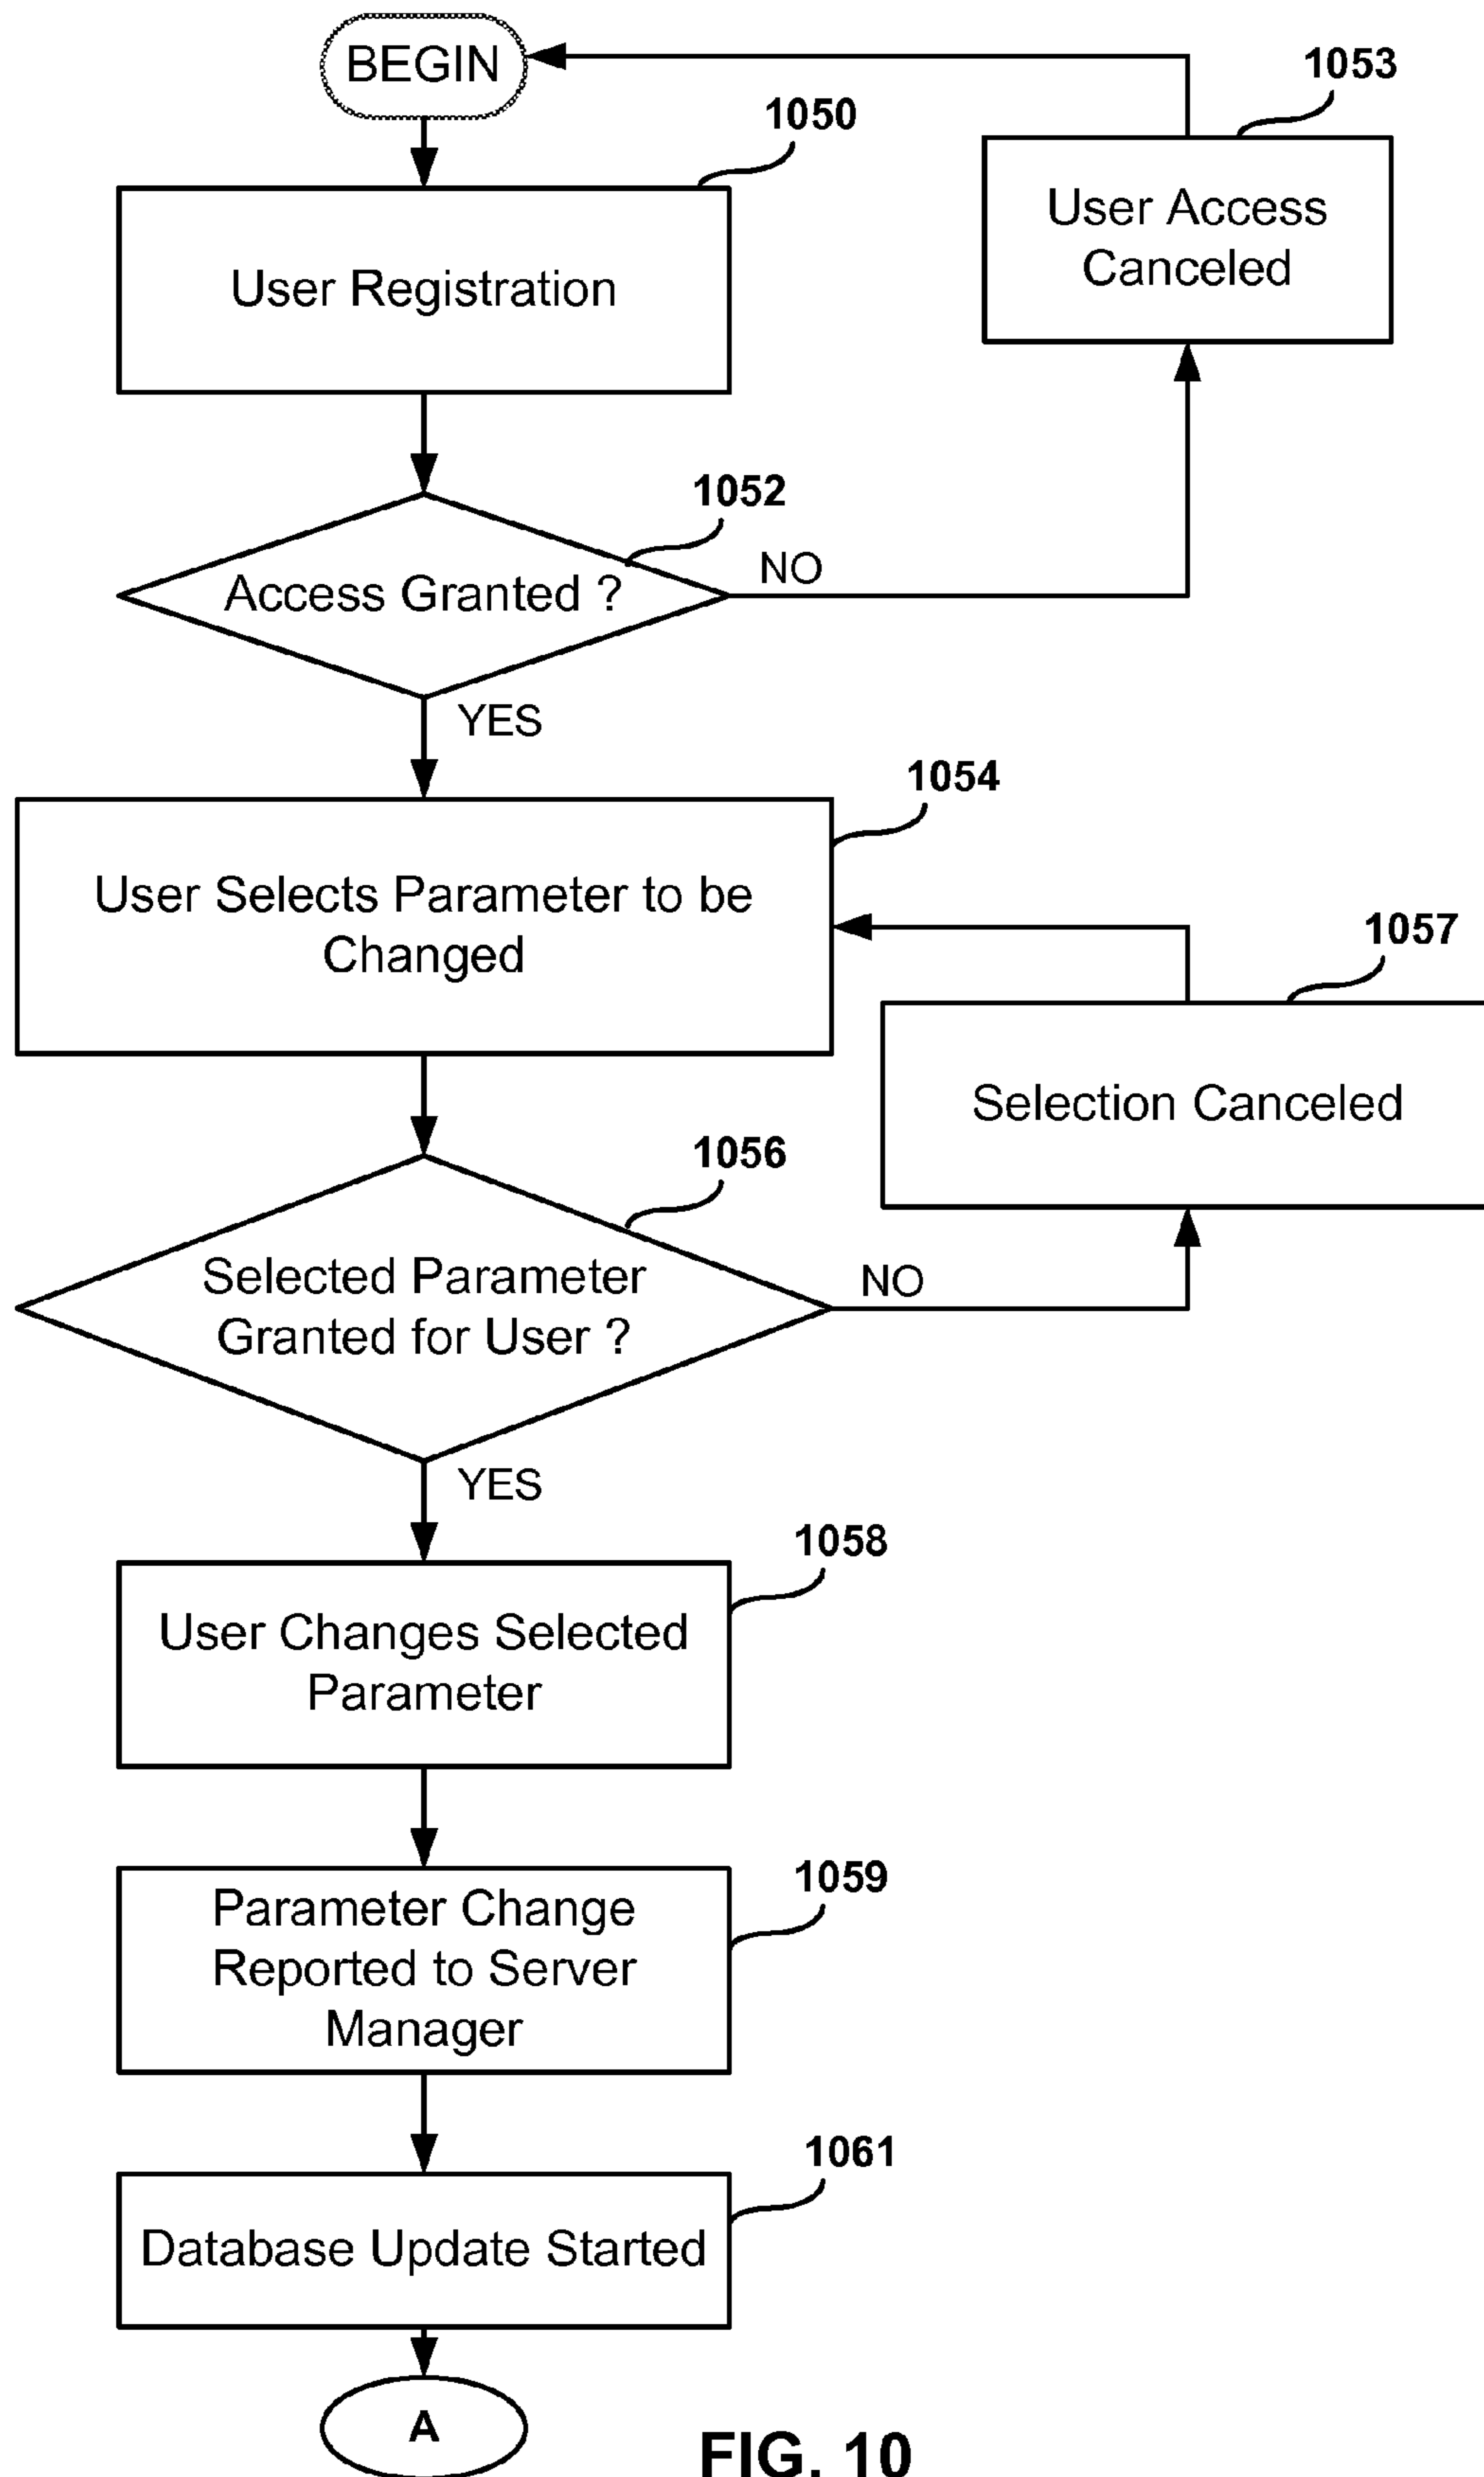 BEGIN
1053
1050
User Access
Canceled
User Registration
1052
NO
Access Granted ?
YES
1054
User Selects Parameter to be
Changed
1057
Selection Canceled
1056
Selected Parameter
Granted for User ?
NO
YES
1058
User Changes Selected
Parameter
1059
Parameter Change
Reported to Server
Manager
1061
Database Update Started
A
FIG. 10